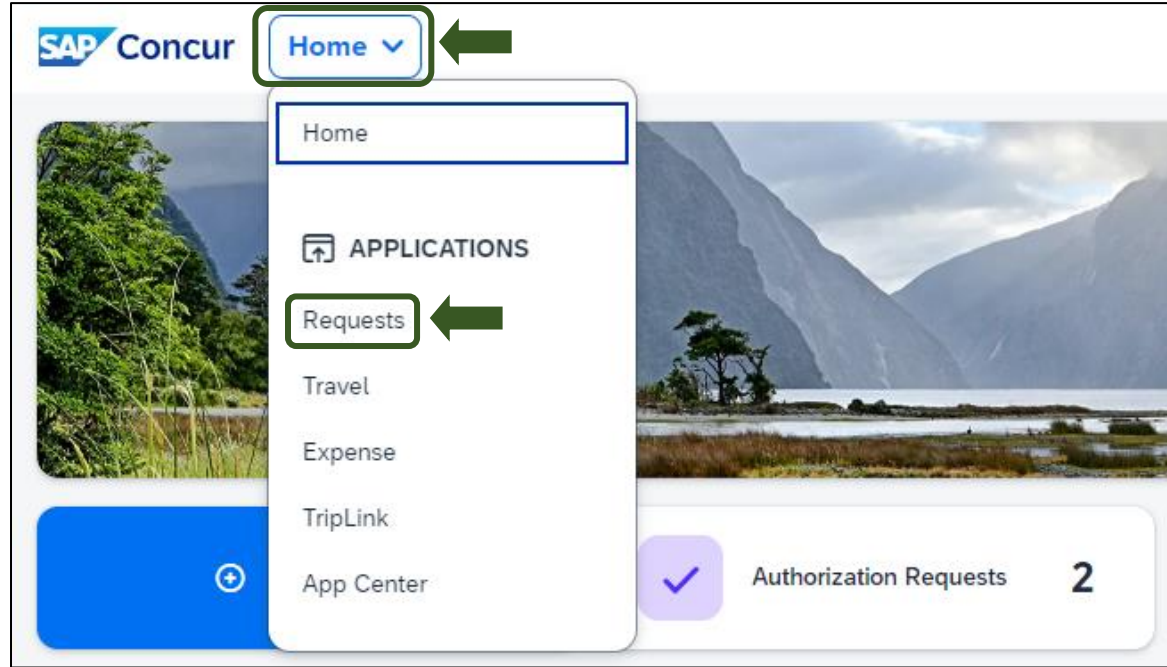 SAP Concur
Home
Home
APPLICATIONS
Requests
Travel
Expense
TripLink
App Center
Authorization Requests 2